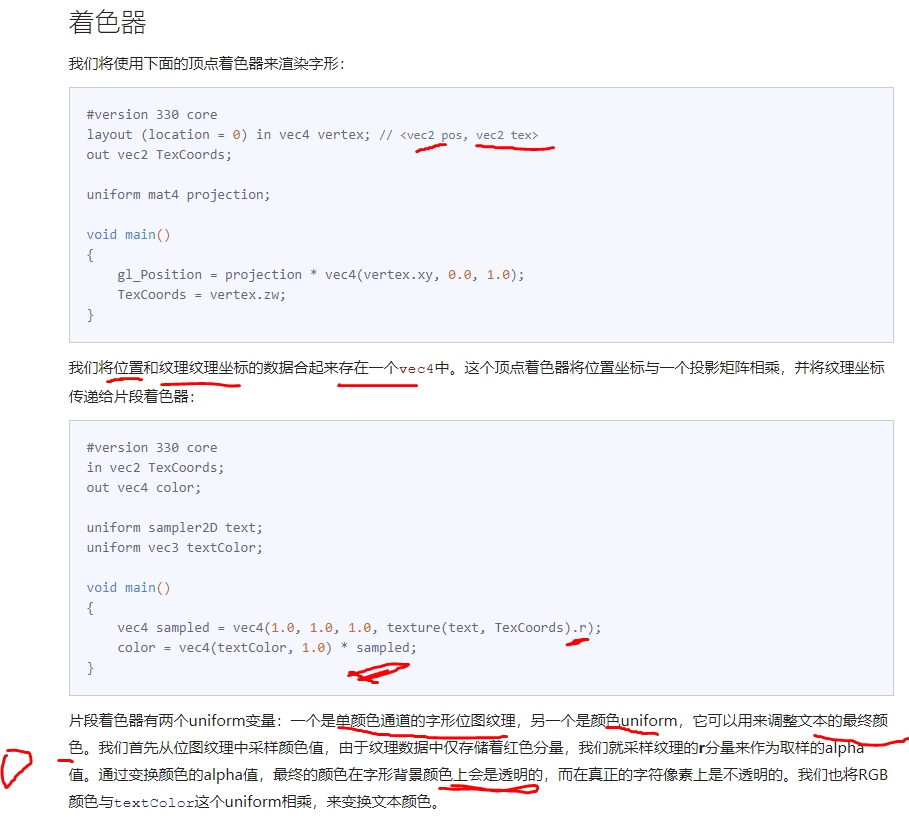 着色器
我们将使用下面的顶点着色器来渲染字形：
#version 330 core
layout (location = 0) in vec4 vertex; // <vec2 pos, vec2 tex>
out vec2 TexCoords;
uniform mat4 projection;
void main()
{
    gl_Position = projection * vec4(vertex.xy, 0.0, 1.0);
    TexCoords = vertex.zw;
}
我们将位置和纹理纹理坐标的数据合起来存在一个vec4中。这个顶点着色器将位置坐标与一个投影矩阵相乘，并将纹理坐标
传递给片段着色器：
#version 330 core
in vec2 TexCoords;
out vec4 color;
uniform sampler2D text;
uniform vec3 textColor;
void main()
{
    vec4 sampled = vec4(1.0, 1.0, 1.0, texture(text, TexCoords).r);
    color = vec4(textColor, 1.0) * sampled;
}
片段着色器有两个uniform变量：一个是单颜色通道的字形位图纹理，另一个是颜色uniform，它可以用来调整文本的最终颜
色。我们首先从位图纹理中采样颜色值，由于纹理数据中仅存储着红色分量，我们就采样纹理的r分量来作为取样的alpha
值。通过变换颜色的alpha值，最终的颜色在字形背景颜色上会是透明的，而在真正的字符像素上是不透明的。我们也将RGB
颜色与textColor这个uniform相乘，来变换文本颜色。